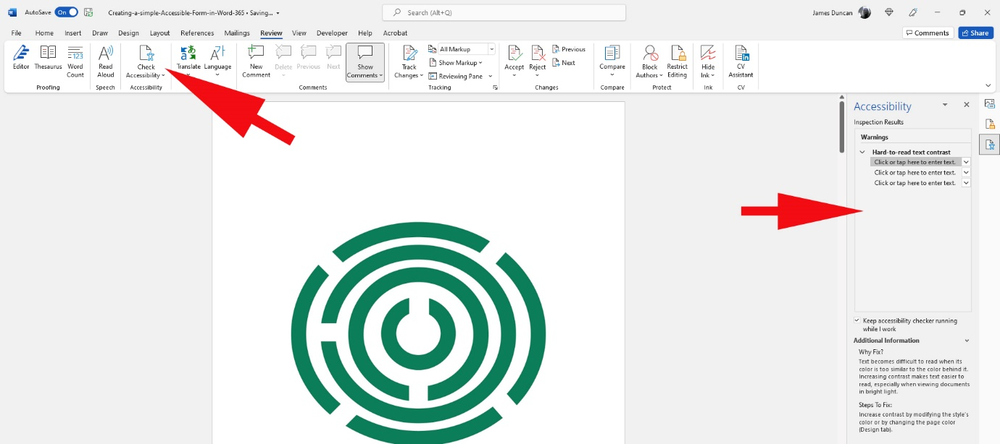 AutoSave On Creating-a-simple-Accessible-Form-in-Word-365 • Saving... Search (Alt+Q) James Duncan
File Home Insert Draw Design Layout References Mailings Review View Developer Help Acrobat Comments Share
Editor Thesaurus Word Count
Proofing
Read Aloud
Speech
Check Accessibility
Accessibility
Translate Language
New Comment Delete Previous Next Show Comments
Comments
Track Changes
All Markup
Show Markup
Reviewing Pane
Tracking
Accept Reject
Previous
Next
Changes
Compare
Compare
Block Authors Restrict Editing
Protect
Hide Ink
Ink
CV Assistant
CV
Accessibility
Inspection Results
Warnings
Hard-to-read text contrast
Click or tap here to enter text.
Click or tap here to enter text.
Click or tap here to enter text.
Keep accessibility checker running
while I work
Additional Information
Why Fix?
Text becomes difficult to read when its
color is too similar to the color behind it.
Increasing contrast makes text easier to
read, especially when viewing documents
in bright light.
Steps To Fix:
Increase contrast by modifying the style's
color or by changing the page color
(Design tab).